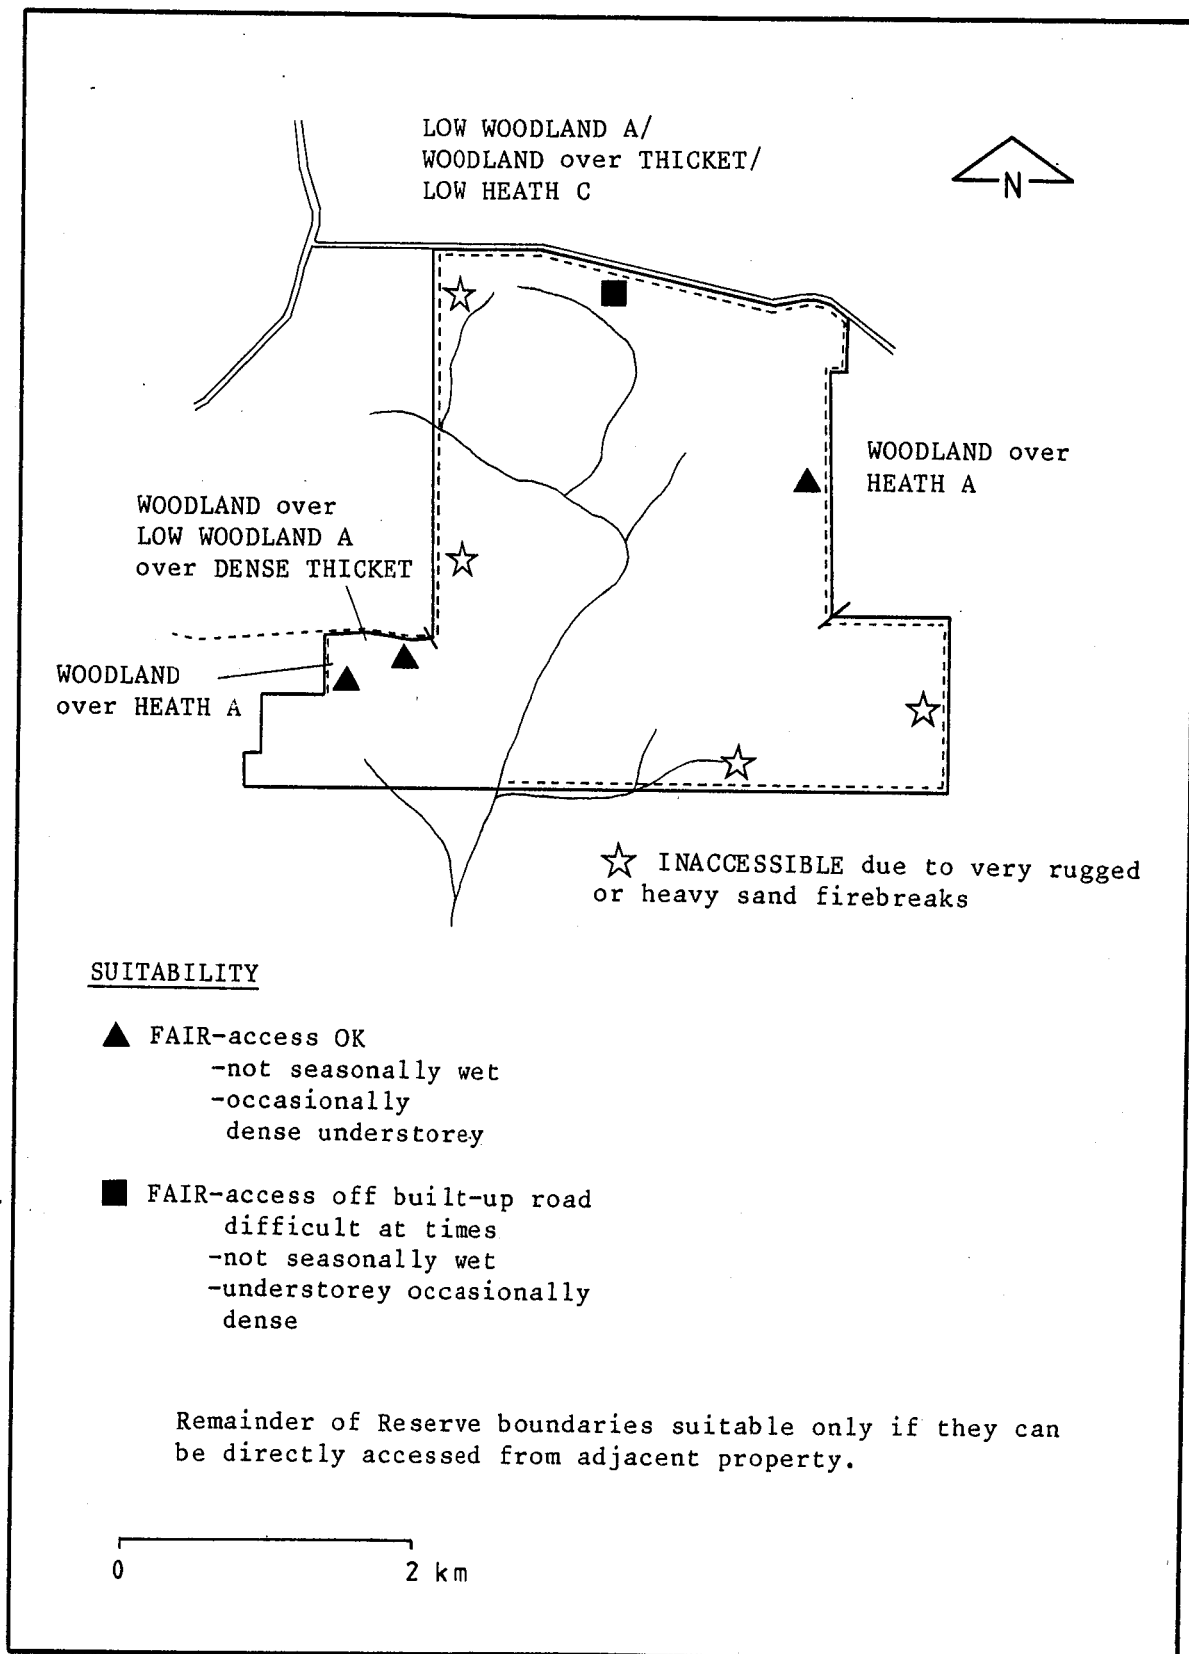 LOW WOODLAND A/
WOODLAND over THICKET/
LOW HEATH C
N
WOODLAND over
HEATH A
WOODLAND over
LOW WOODLAND A
over DENSE THICKET
WOODLAND
over HEATH A
INACCESSIBLE due to very rugged
or heavy sand firebreaks
SUITABILITY
FAIR-access OK
-not seasonally wet
-occasionally
dense understorey
FAIR-access off built-up road
difficult at times
-not seasonally wet
-understorey occasionally
dense
Remainder of Reserve boundaries suitable only if they can
be directly accessed from adjacent property.
0 2 km